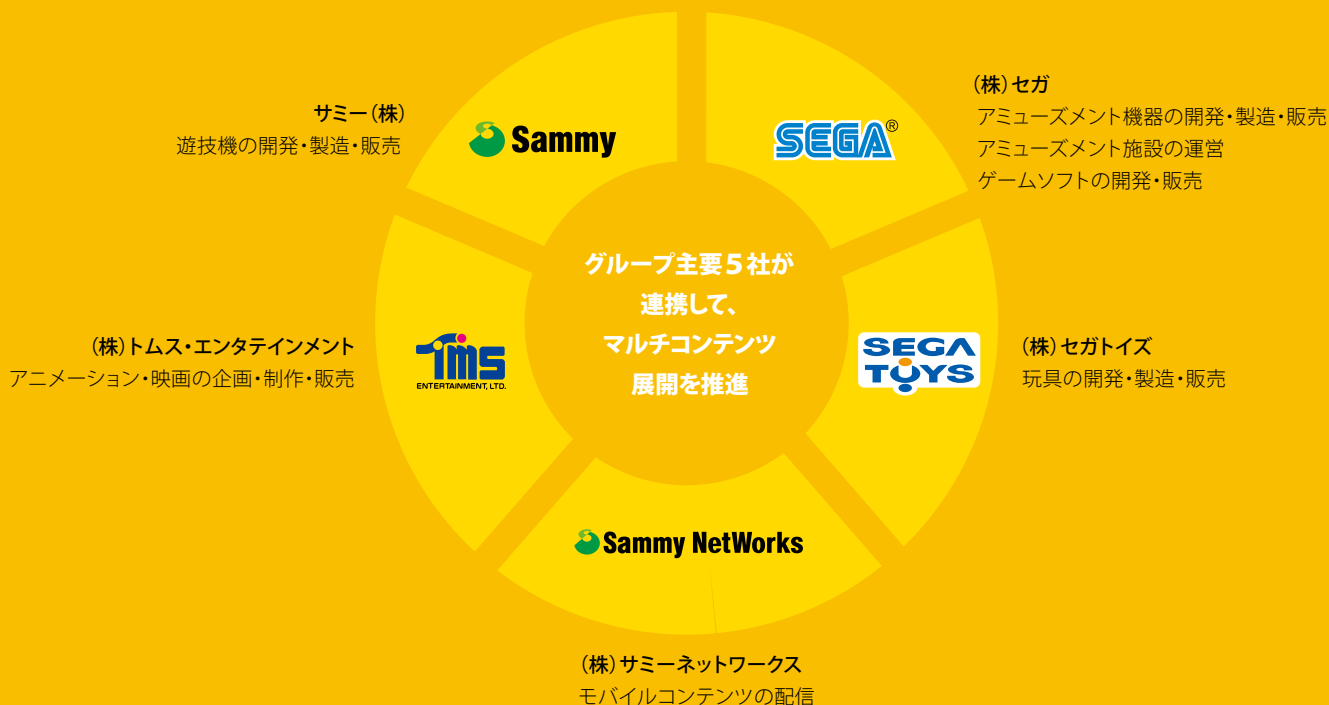 サミー(株)
遊技機の開発・製造・販売
Sammy
SEGA®
(株)セガ
アミューズメント機器の開発・製造・販売
アミューズメント施設の運営
ゲームソフトの開発・販売
グループ主要5社が
連携して、
マルチコンテンツ
展開を推進
(株)トムス・エンタテインメント
アニメーション・映画の企画・制作・販売
TMS
ENTERTAINMENT, LTD.
SEGA
TOYS
(株)セガトイズ
玩具の開発・製造・販売
Sammy NetWorks
(株)サミーネットワークス
モバイルコンテンツの配信